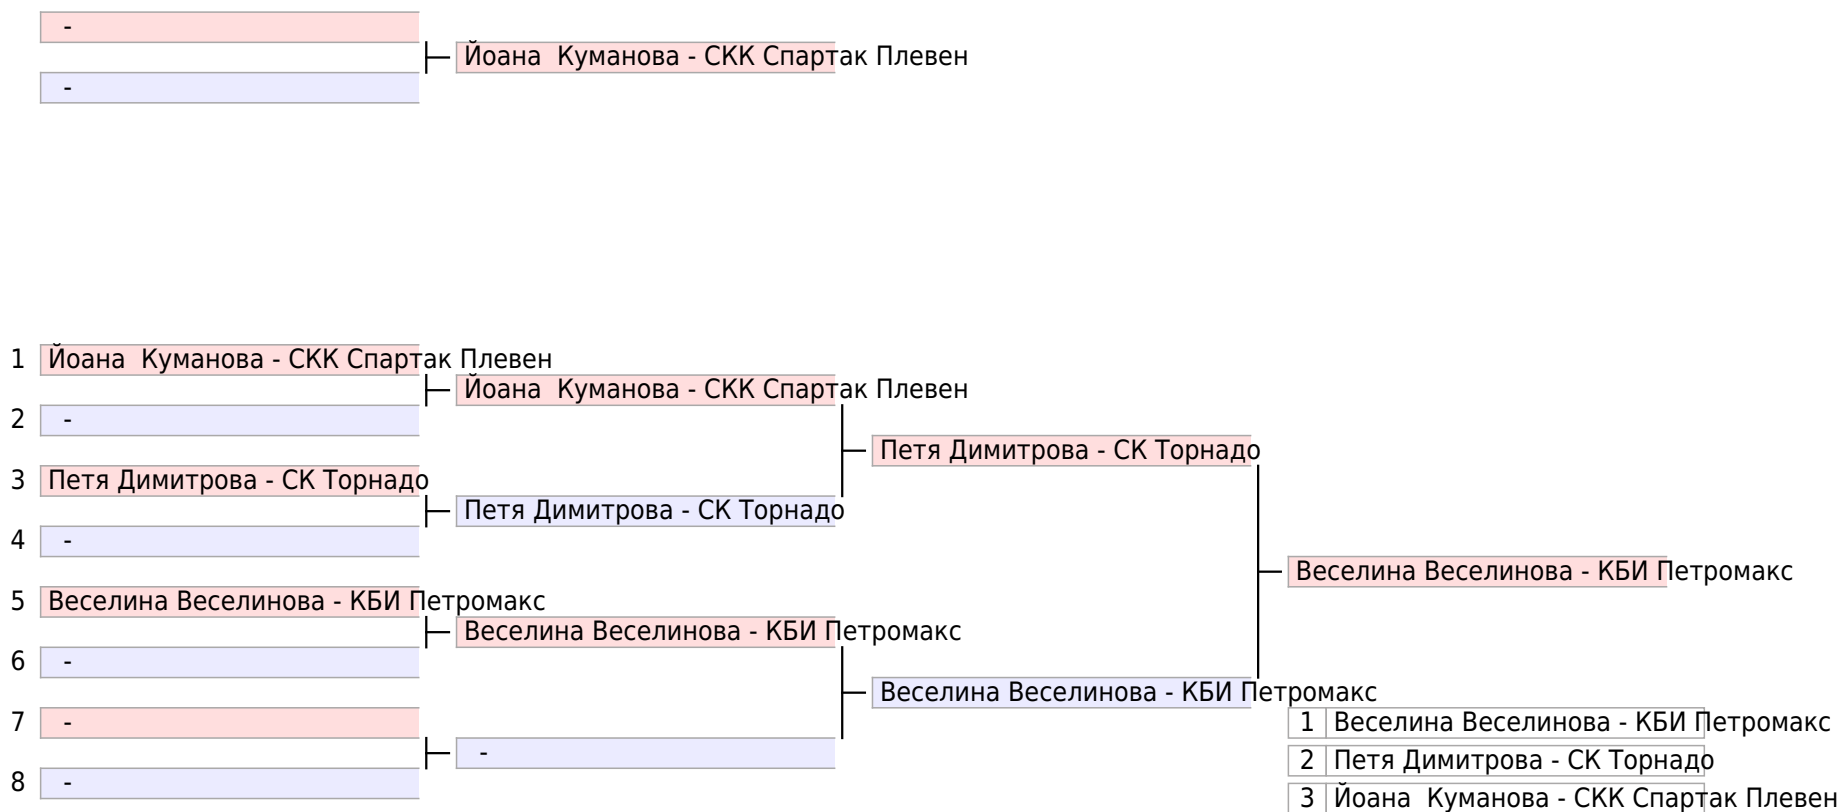 -
Йоана  Куманова - СКК Спартак Плевен
-
1 Йоана  Куманова - СКК Спартак Плевен
Йоана  Куманова - СКК Спартак Плевен
2 -
Петя Димитрова - СК Торнадо
3 Петя Димитрова - СК Торнадо
Петя Димитрова - СК Торнадо
4 -
Веселина Веселинова - КБИ Петромакс
5 Веселина Веселинова - КБИ Петромакс
Веселина Веселинова - КБИ Петромакс
6 -
Веселина Веселинова - КБИ Петромакс
7 -
1 Веселина Веселинова - КБИ Петромакс
-
2 Петя Димитрова - СК Торнадо
8 -
3 Йоана  Куманова - СКК Спартак Плевен